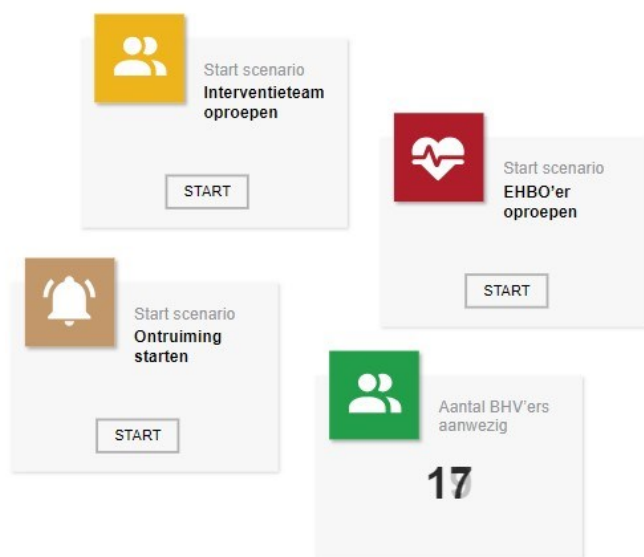 Start scenario
Interventieteam
oproepen
START
Start scenario
EHBO'er
oproepen
START
Start scenario
Ontruiming
starten
START
Aantal BHV'ers
aanwezig
17